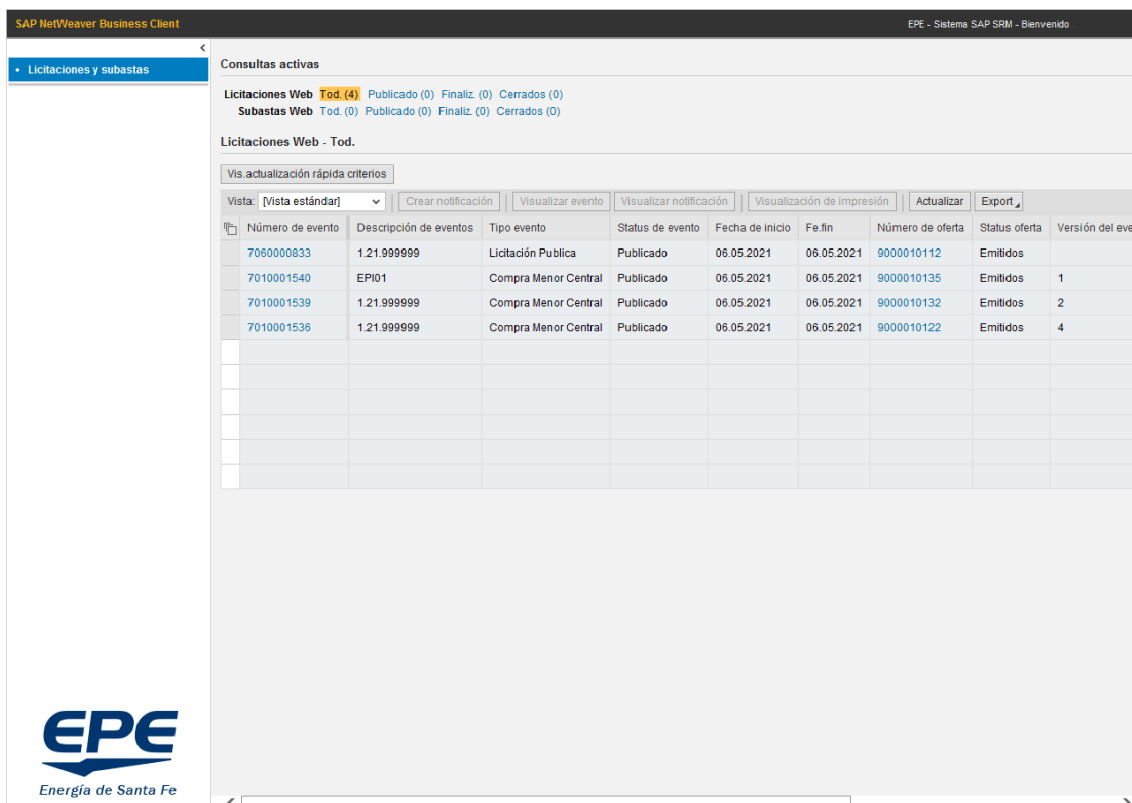 SAP NetWeaver Business Client EPE - Sistema SAP SRM - Bienvenido
Licitaciones y subastas
Consultas activas
Licitaciones Web Tod. (4) Publicado (0) Finaliz. (0) Cerrados (0)
Subastas Web Tod. (0) Publicado (0) Finaliz. (0) Cerrados (0)
Licitaciones Web - Tod.
Vis.actualización rápida criterios
Vista: [Vista estándar] Crear notificación Visualizar evento Visualizar notificación Visualización de impresión Actualizar Export
Número de evento Descripción de eventos Tipo evento Status de evento Fecha de inicio Fe.fin Número de oferta Status oferta Versión del eve
7060000833 1.21.999999 Licitación Publica Publicado 06.05.2021 06.05.2021 9000010112 Emitidos
7010001540 EPI01 Compra Menor Central Publicado 06.05.2021 06.05.2021 9000010135 Emitidos 1
7010001539 1.21.999999 Compra Menor Central Publicado 06.05.2021 06.05.2021 9000010132 Emitidos 2
7010001536 1.21.999999 Compra Menor Central Publicado 06.05.2021 06.05.2021 9000010122 Emitidos 4
EPE
Energía de Santa Fe